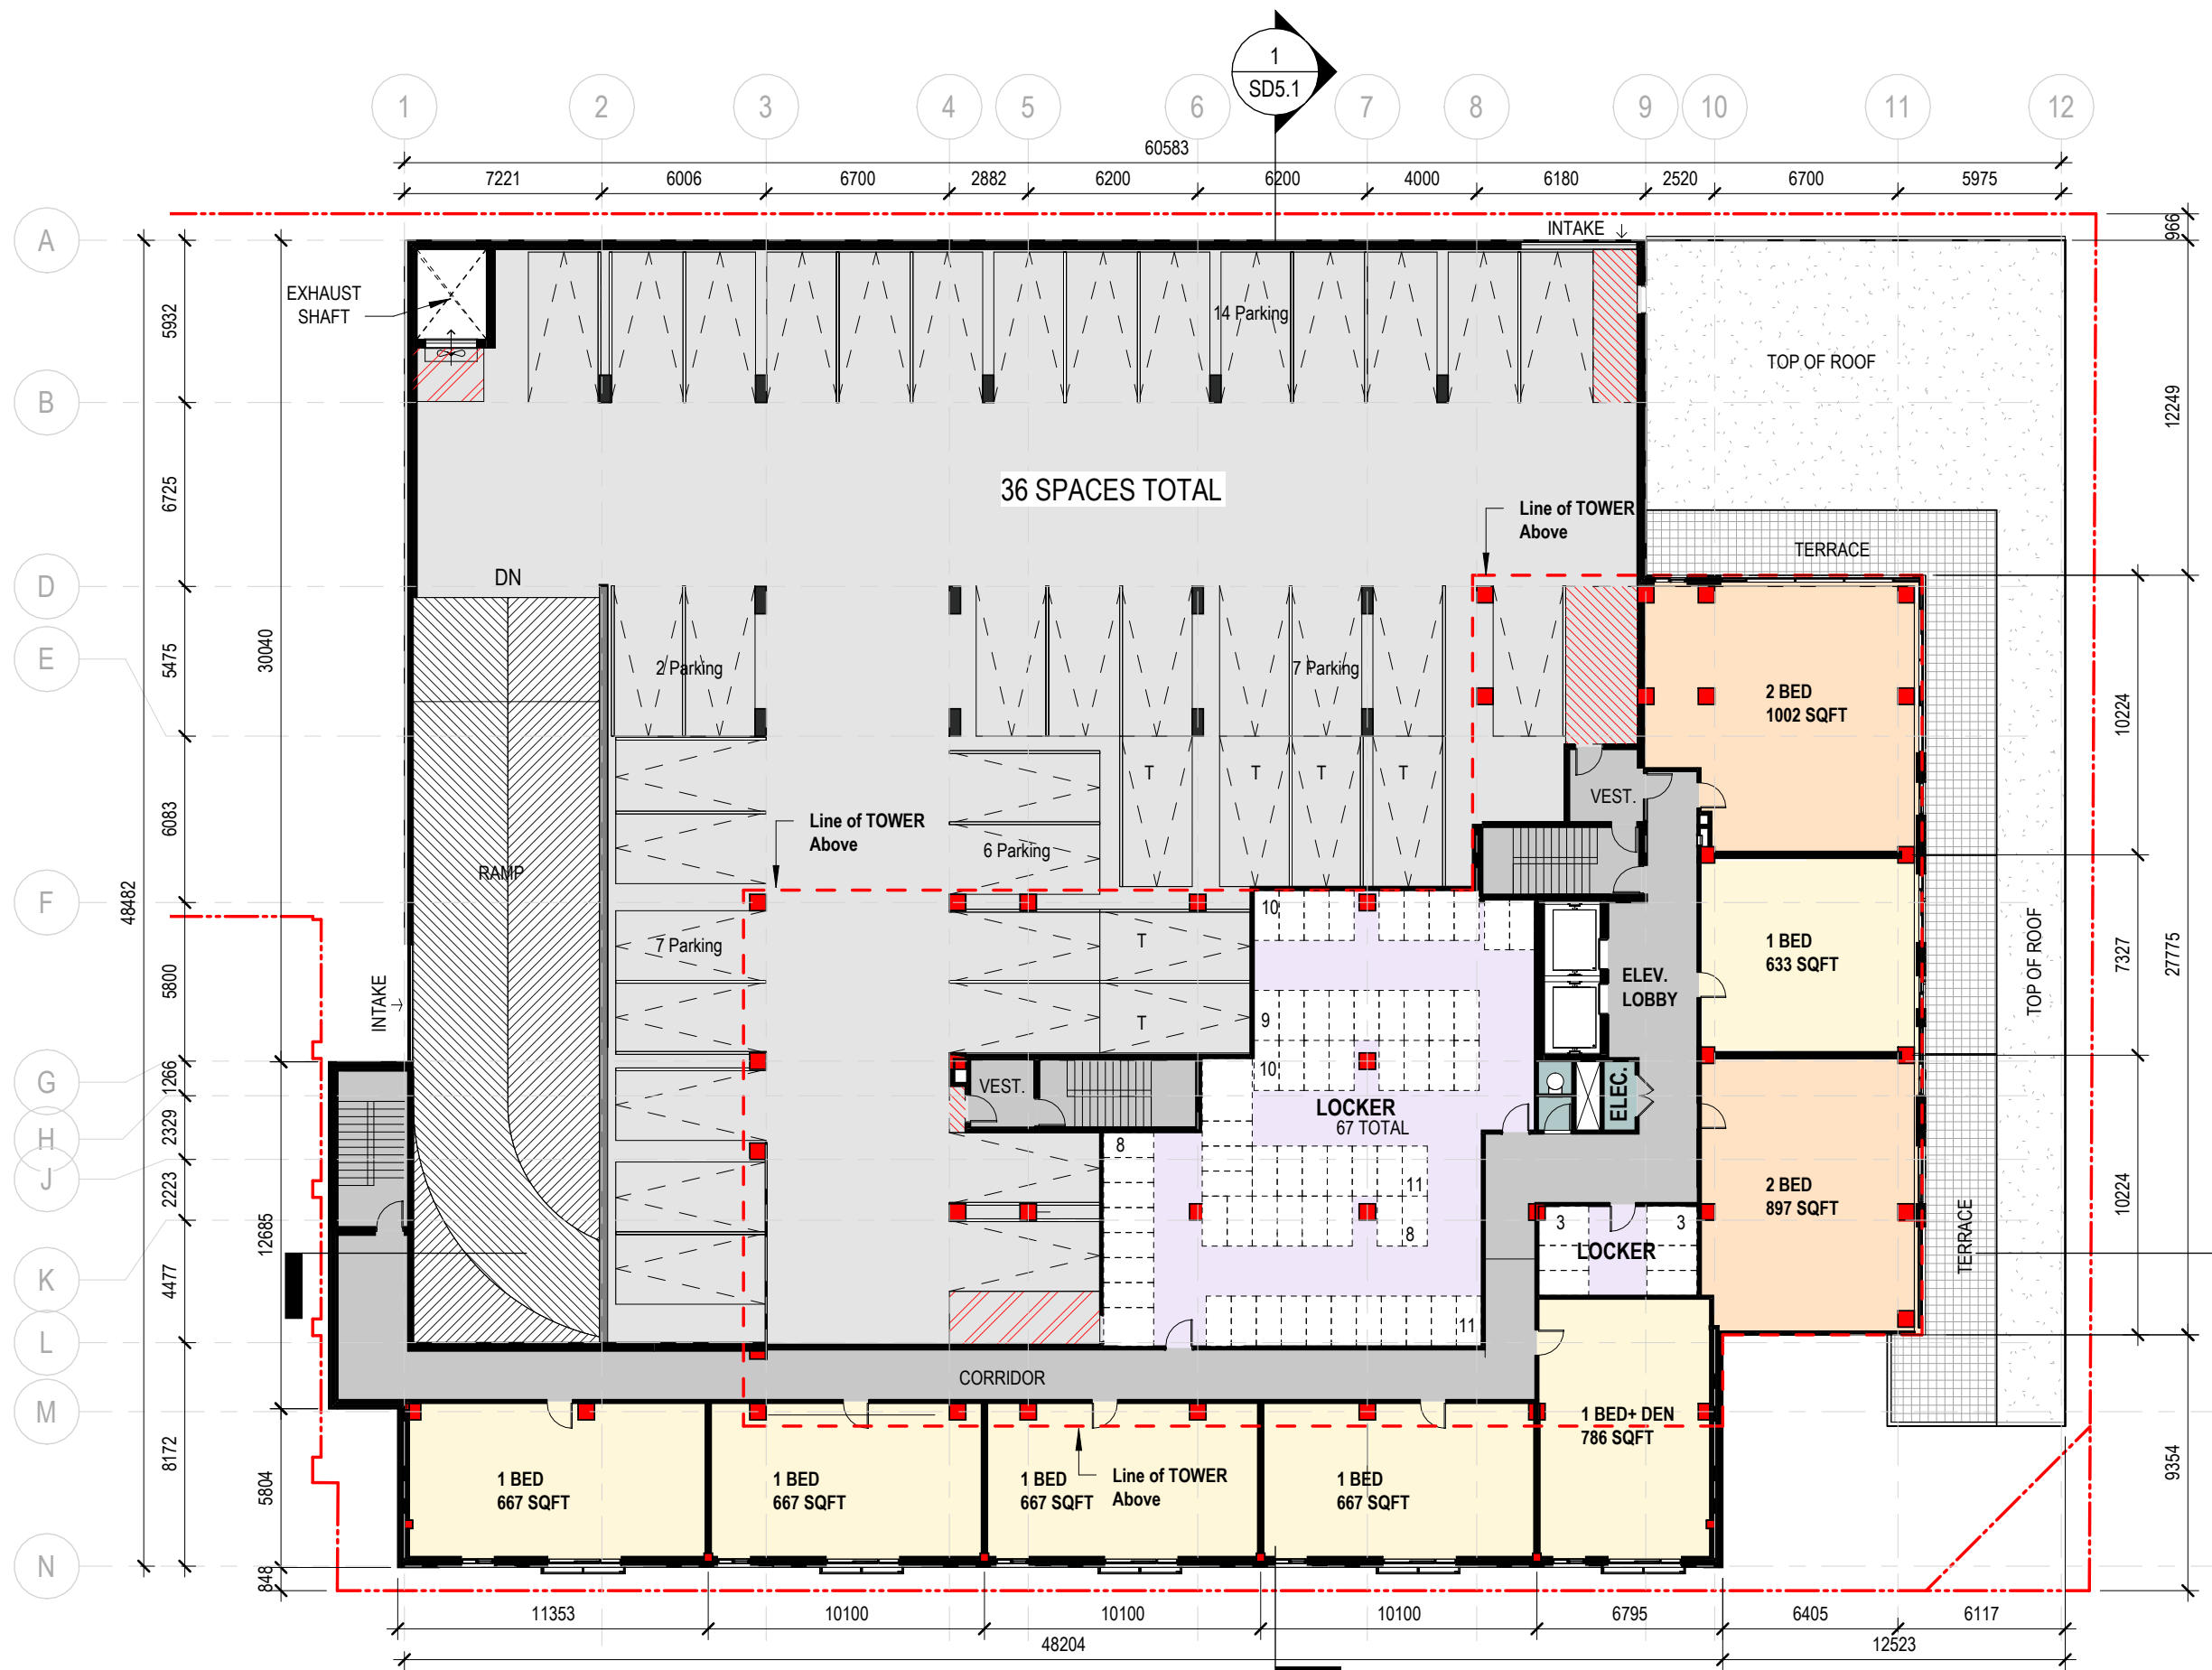 1
SD5.1
1
2
3
4
5
6
7
8
9
10
11
12
60583
7221
6006
6700
2882
6200
6200
4000
6180
2520
6700
5975
A
B
D
E
F
G
H
J
K
L
M
N
5932
6725
5475
6083
5800
1266
2329
2223
4477
8172
48482
30040
12685
5804
848
966
12249
10224
7327
10224
27775
9354
INTAKE
EXHAUST
SHAFT
14 Parking
TOP OF ROOF
36 SPACES TOTAL
Line of TOWER
Above
TERRACE
DN
2 Parking
7 Parking
2 BED
1002 SQFT
T
T
T
T
VEST.
Line of TOWER
Above
6 Parking
RAMP
10
7 Parking
T
1 BED
633 SQFT
TOP OF ROOF
ELEV.
LOBBY
INTAKE
9
T
10
VEST.
ELEC.
LOCKER
67 TOTAL
8
11
2 BED
897 SQFT
3
3
8
LOCKER
TERRACE
11
CORRIDOR
1 BED+ DEN
786 SQFT
1 BED
667 SQFT
1 BED
667 SQFT
1 BED
667 SQFT
Line of TOWER
Above
1 BED
667 SQFT
11353
10100
10100
10100
6795
6405
6117
48204
12523